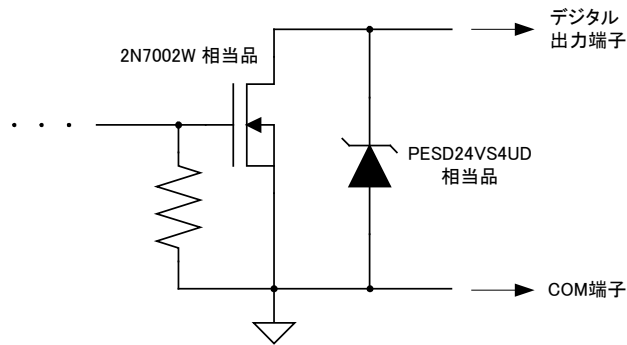 デジタル
出力端子
2N7002W 相当品
・ ・ ・
PESD24VS4UD
相当品
COM端子